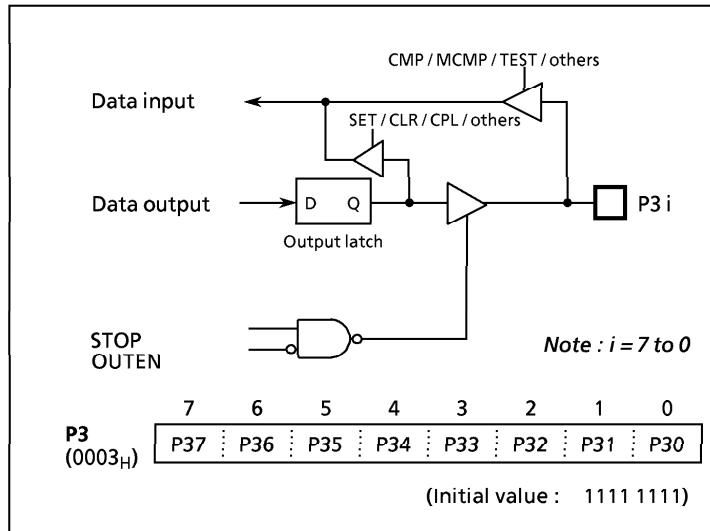 CMP / MCMP / TEST / others
Data input
SET / CLR / CPL / others
Data output
D Q
P3 i
Output latch
STOP
OUTEN
Note : i = 7 to 0
7 6 5 4 3 2 1 0
P3
(0003H)
P37 P36 P35 P34 P33 P32 P31 P30
(Initial value : 1111 1111)